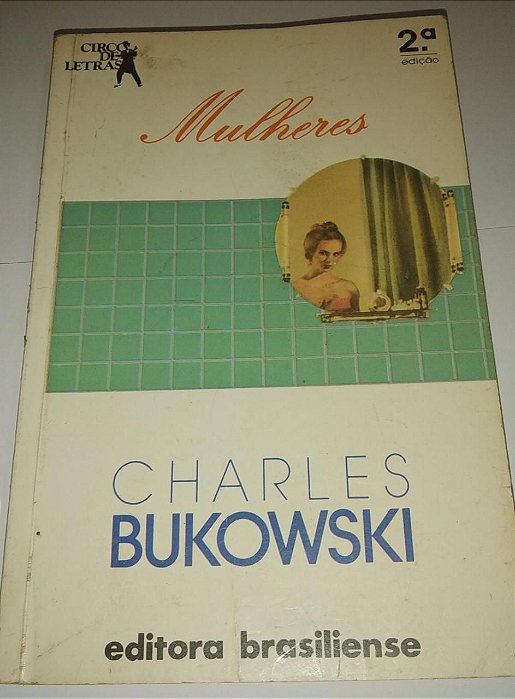 CIRCO
DE
LETRAS
2.ª
edição
Mulheres
CHARLES
BUKOWSKI
editora brasiliense